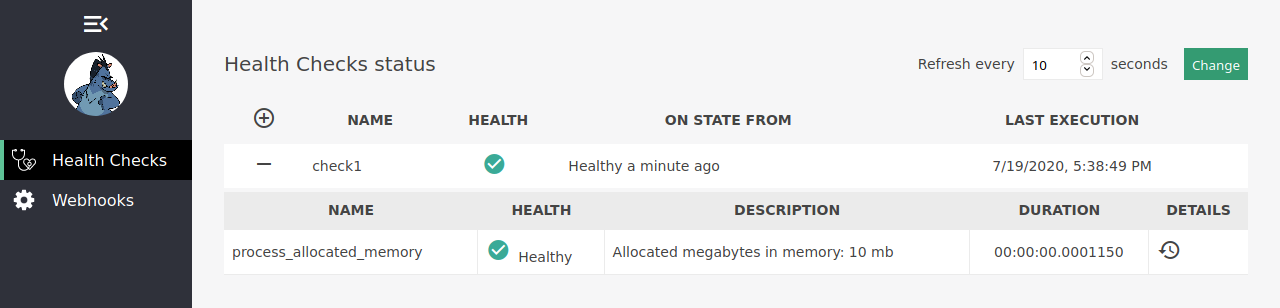 Health Checks status
Refresh every 10 seconds Change
NAME HEALTH ON STATE FROM LAST EXECUTION
Health Checks
check1 Healthy a minute ago 7/19/2020, 5:38:49 PM
Webhooks
NAME HEALTH DESCRIPTION DURATION DETAILS
process_allocated_memory Healthy Allocated megabytes in memory: 10 mb 00:00:00.0001150